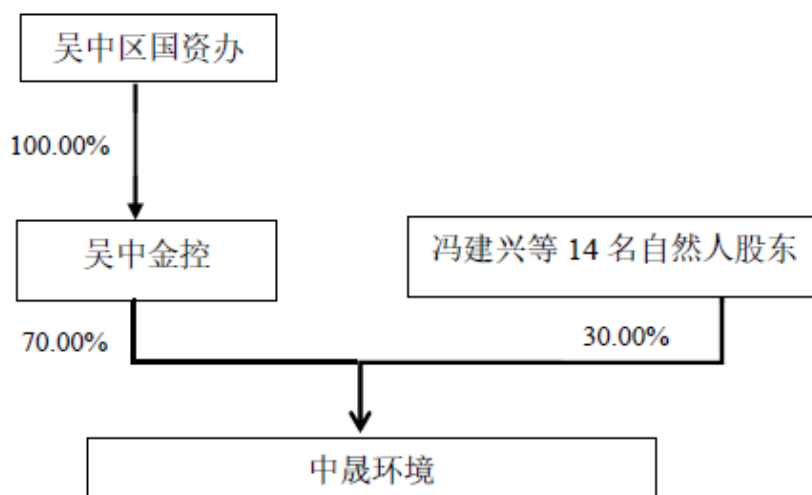 吴中区国资办
100.00%
吴中金控
冯建兴等 14 名自然人股东
70.00%
30.00%
中晟环境